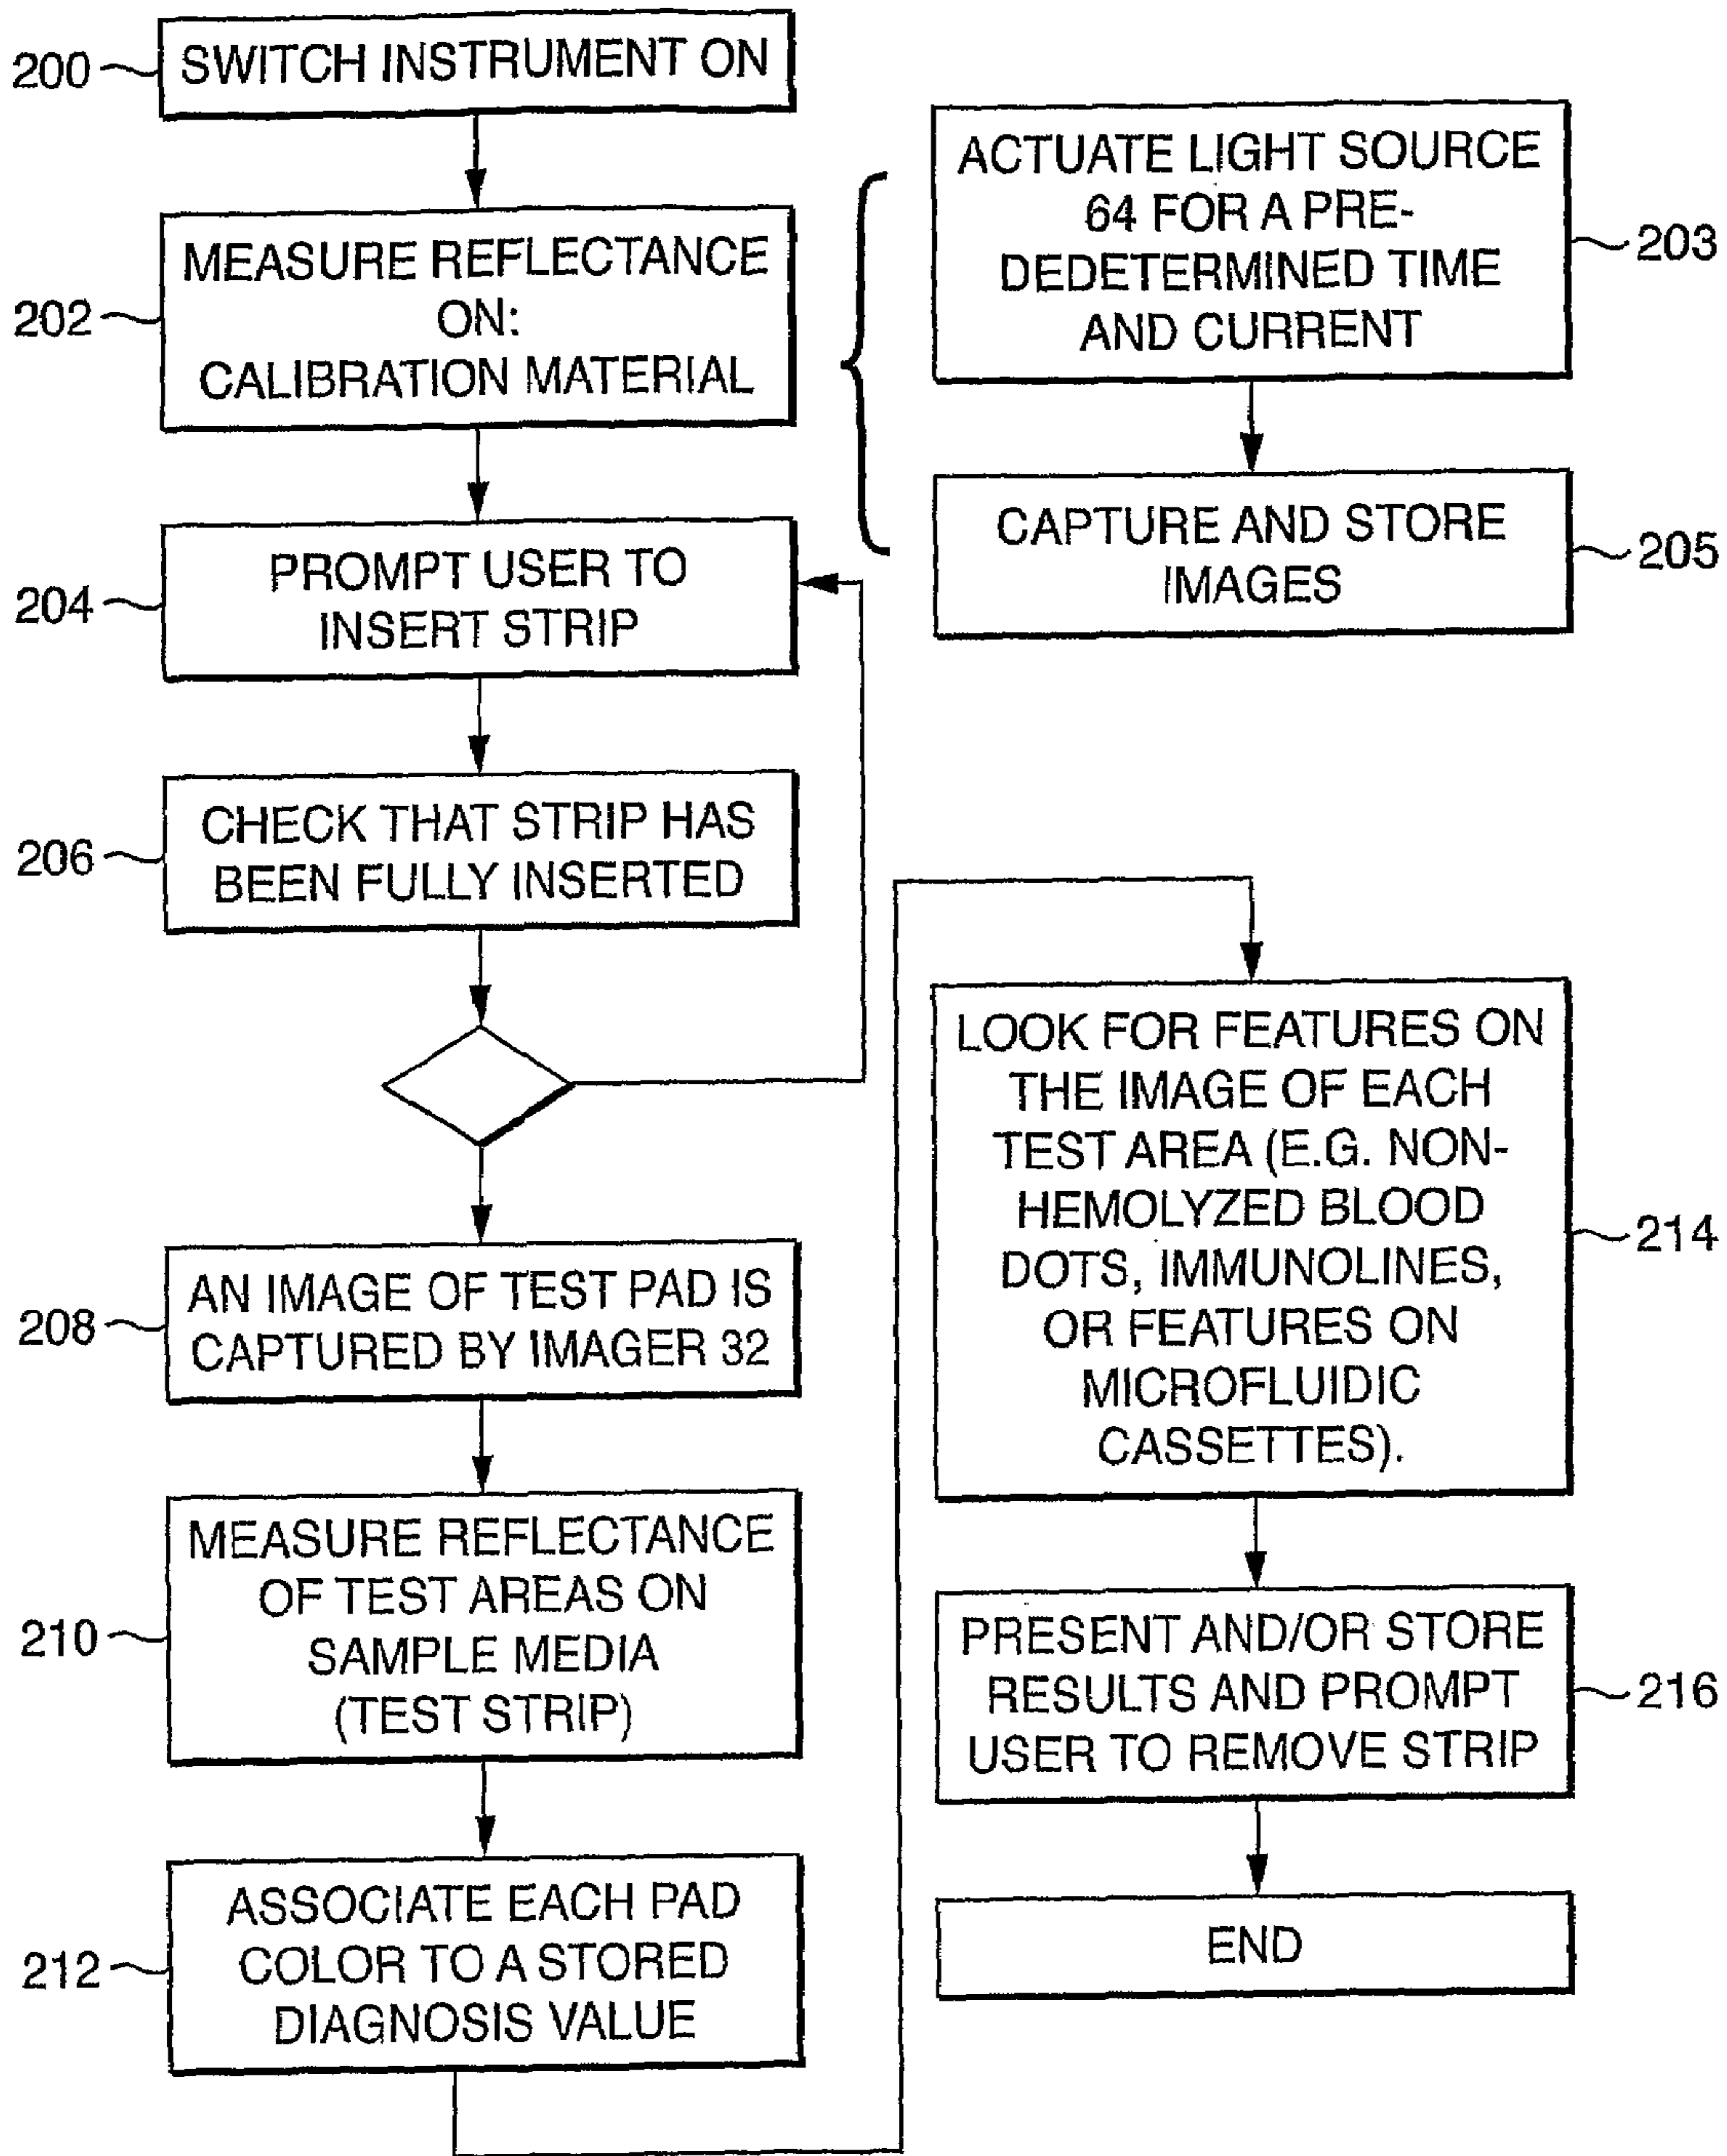 200
SWITCH INSTRUMENT ON
202
MEASURE REFLECTANCE
ON:
CALIBRATION MATERIAL
ACTUATE LIGHT SOURCE
64 FOR A PRE-
DEDETERMINED TIME
AND CURRENT
203
CAPTURE AND STORE
IMAGES
205
204
PROMPT USER TO
INSERT STRIP
206
CHECK THAT STRIP HAS
BEEN FULLY INSERTED
208
AN IMAGE OF TEST PAD IS
CAPTURED BY IMAGER 32
210
MEASURE REFLECTANCE
OF TEST AREAS ON
SAMPLE MEDIA
(TEST STRIP)
212
ASSOCIATE EACH PAD
COLOR TO A STORED
DIAGNOSIS VALUE
LOOK FOR FEATURES ON
THE IMAGE OF EACH
TEST AREA (E.G. NON-
HEMOLYZED BLOOD
DOTS, IMMUNOLINES,
OR FEATURES ON
MICROFLUIDIC
CASSETTES).
214
PRESENT AND/OR STORE
RESULTS AND PROMPT
USER TO REMOVE STRIP
216
END